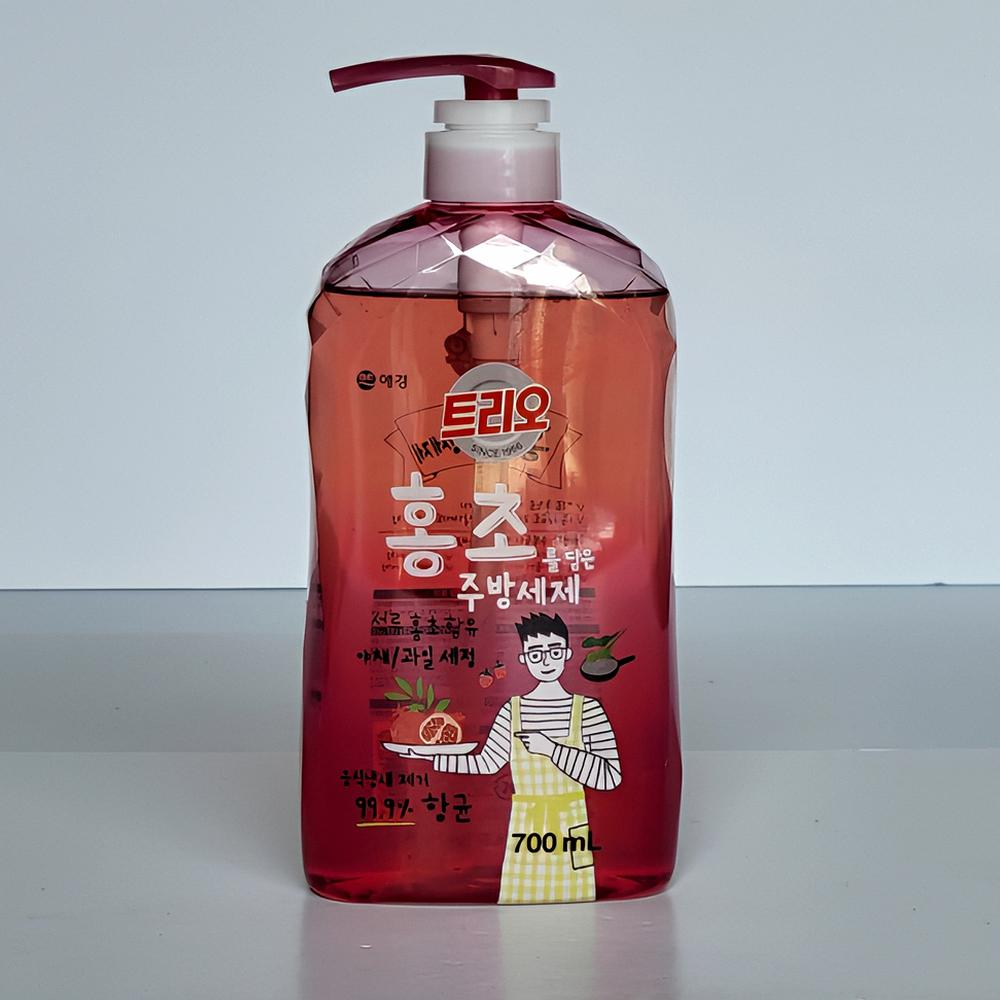 애경
트리오
SINCE 1966
홍초를 담은
주방세제
석류 홍초 함유
야채/과일 세정
음식냄새 제거
99.9% 항균
700 mL